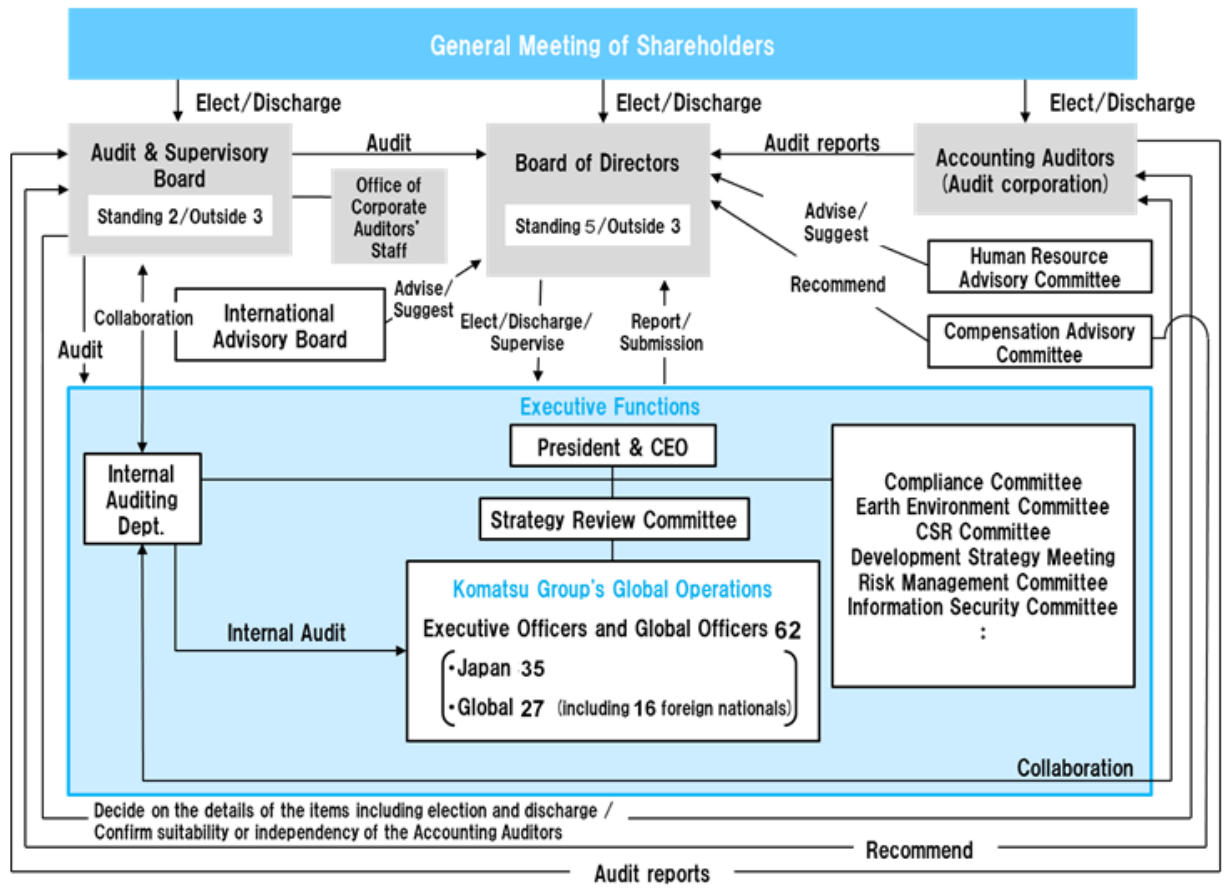 General Meeting of Shareholders
Elect/Discharge
Elect/Discharge
Elect/Discharge
Audit & Supervisory
Board
Standing 2/Outside 3
Audit
Office of
Corporate
Auditors'
Staff
Board of Directors
Standing 5/Outside 3
Audit reports
Accounting Auditors
(Audit corporation)
Advise/
Suggest
Human Resource
Advisory Committee
Recommend
Compensation Advisory
Committee
Collaboration
International
Advisory Board
Advise/
Suggest
Elect/Discharge/
Supervise
Report/
Submission
Audit
Executive Functions
President & CEO
Internal
Auditing
Dept.
Strategy Review Committee
Compliance Committee
Earth Environment Committee
CSR Committee
Development Strategy Meeting
Risk Management Committee
Information Security Committee
:
Komatsu Group's Global Operations
Executive Officers and Global Officers 62
・Japan 35
・Global 27 (including 16 foreign nationals)
Internal Audit
Collaboration
Decide on the details of the items including election and discharge /
Confirm suitability or independency of the Accounting Auditors
Recommend
Audit reports